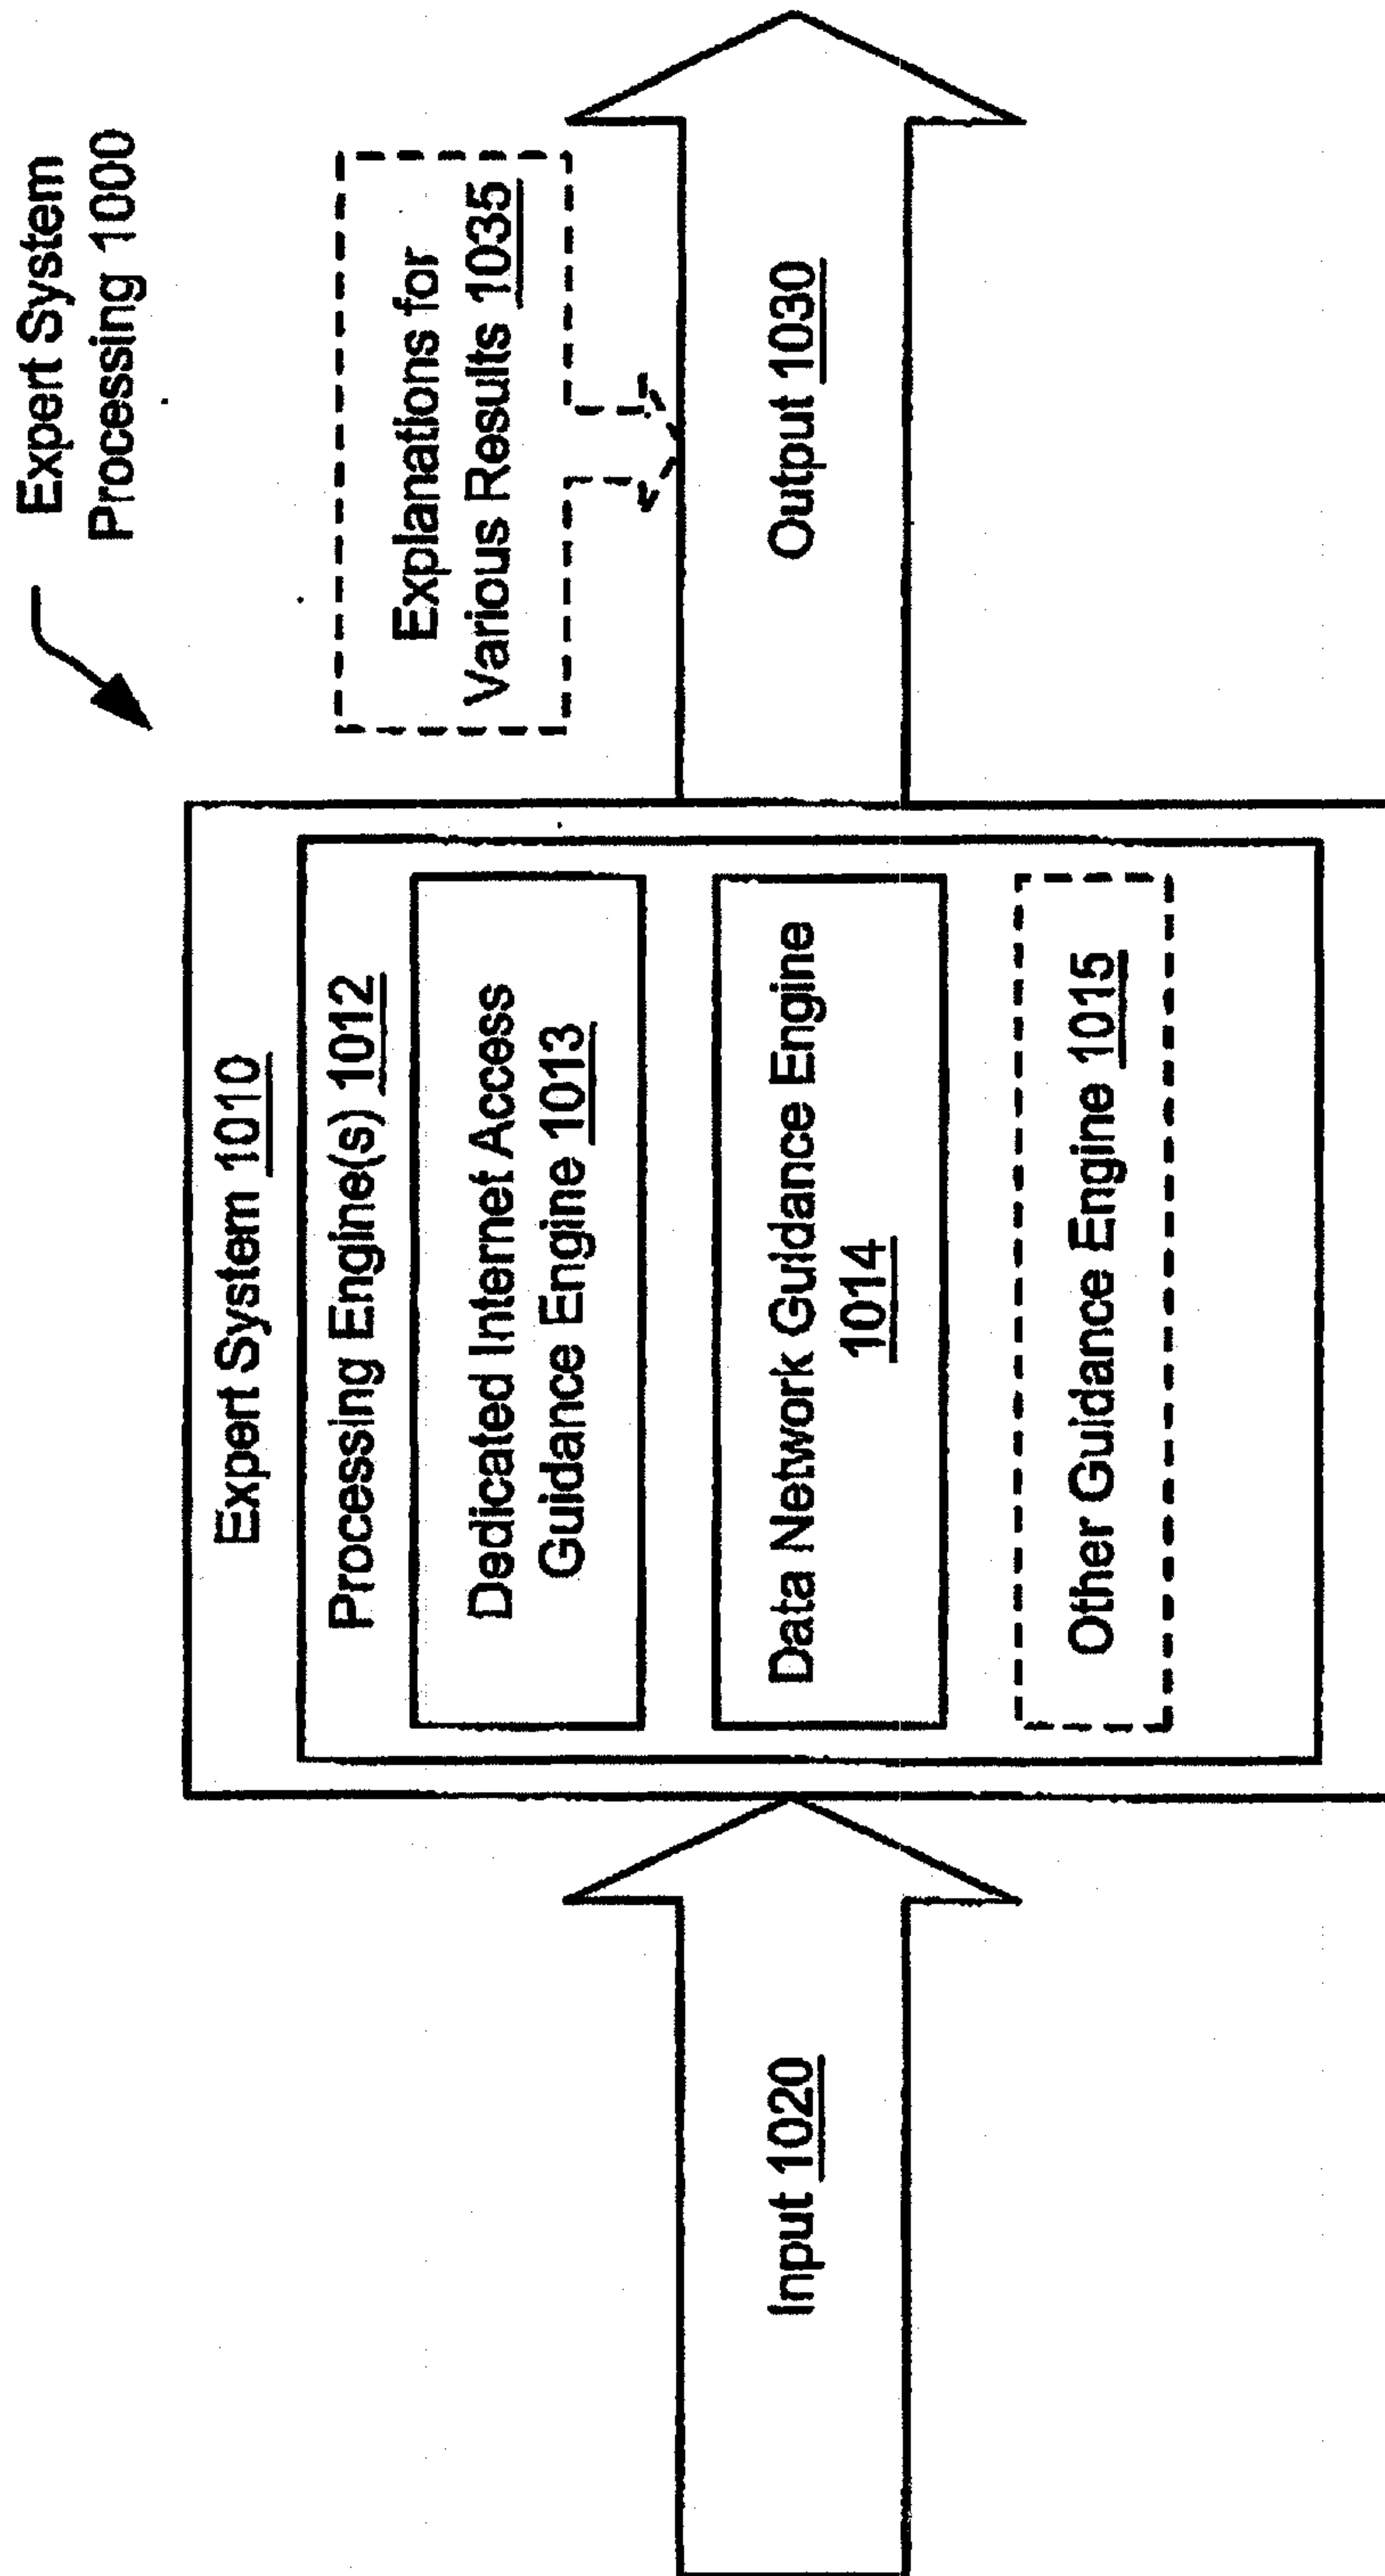 Expert System
Processing 1000
Expert System 1010
Processing Engine(s) 1012
Dedicated Internet Access
Guidance Engine 1013
Data Network Guidance Engine
1014
Other Guidance Engine 1015
Input 1020
Explanations for
Various Results 1035
Output 1030